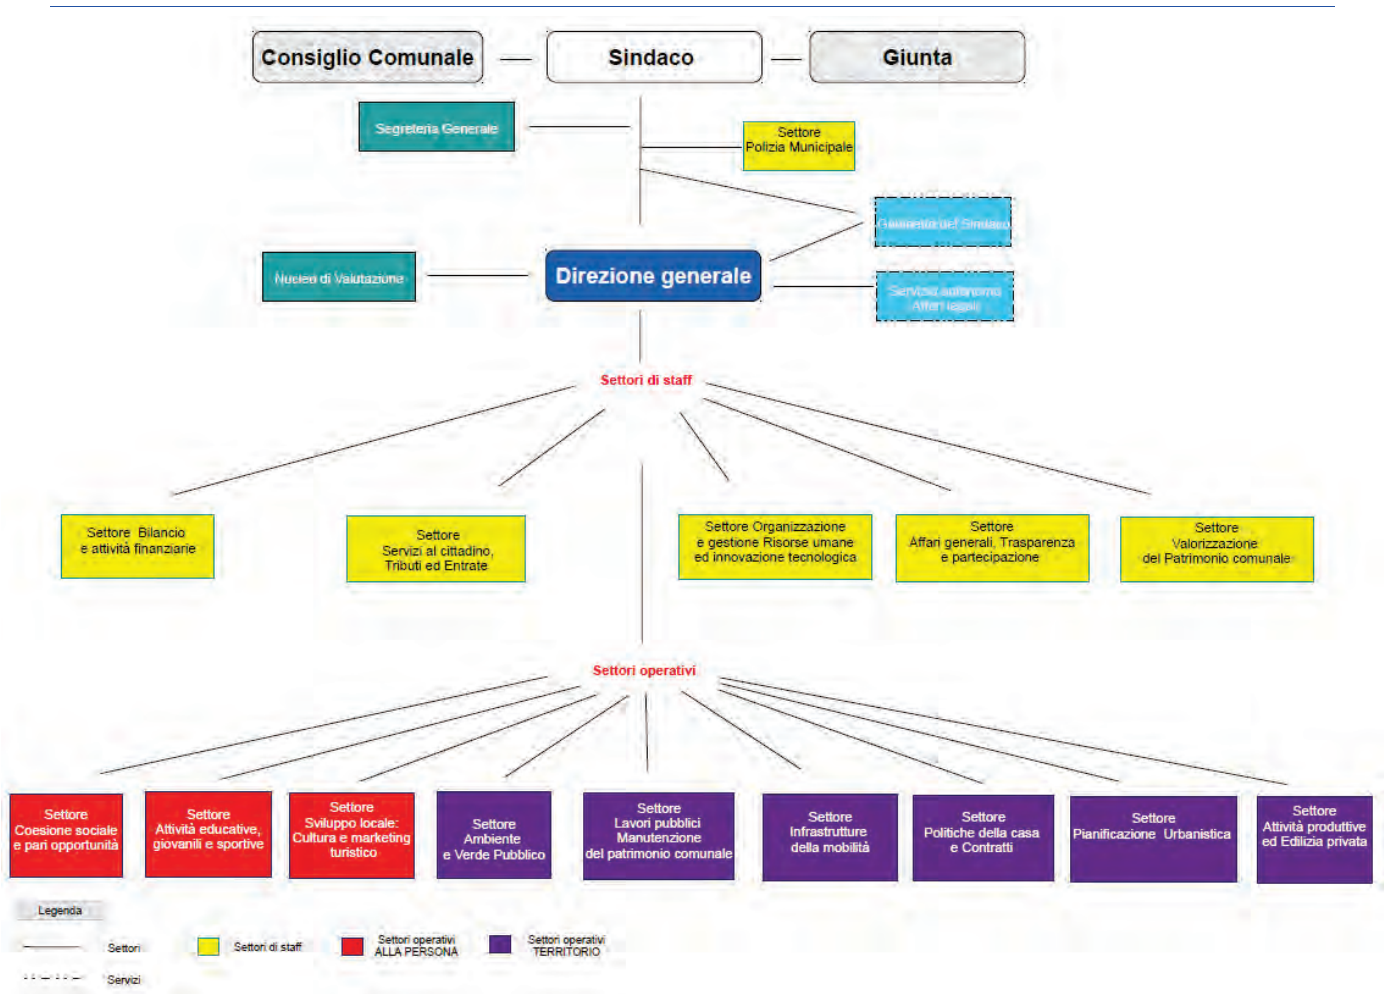 Consiglio Comunale
Sindaco
Giunta
Segreteria Generale
Settore
Polizia Municipale
Gabinetto del Sindaco
Nucleo di Valutazione
Direzione generale
Servizio autonomo
Affari legali
Settori di staff
Settore Bilancio
e attività finanziarie
Settore
Servizi al cittadino,
Tributi ed Entrate
Settore Organizzazione
e gestione Risorse umane
ed innovazione tecnologica
Settore
Affari generali, Trasparenza
e partecipazione
Settore
Valorizzazione
del Patrimonio comunale
Settori operativi
Settore
Coesione sociale
e pari opportunità
Settore
Attività educative,
giovanili e sportive
Settore
Sviluppo locale:
Cultura e marketing
turistico
Settore
Ambiente
e Verde Pubblico
Settore
Lavori pubblici
Manutenzione
del patrimonio comunale
Settore
Infrastrutture
della mobilità
Settore
Politiche della casa
e Contratti
Settore
Pianificazione Urbanistica
Settore
Attività produttive
ed Edilizia privata
Legenda
Settori
Settori di staff
Settori operativi
ALLA PERSONA
Settori operativi
TERRITORIO
Servizi